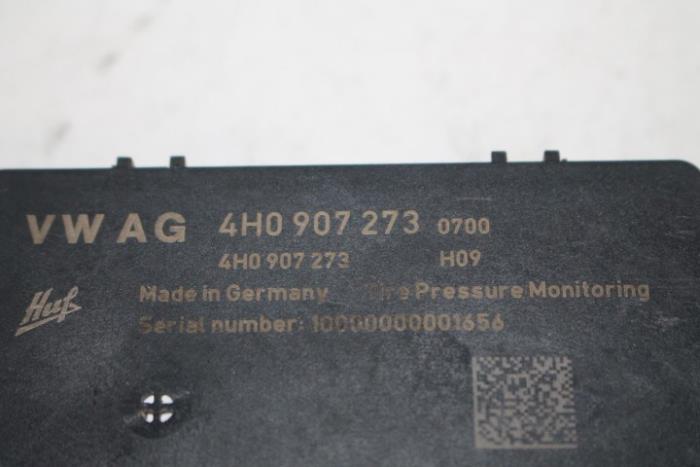 VW AG 4H0 907 273 0700
4H0 907 273 H09
Huf
Made in Germany Tire Pressure Monitoring
Serial number: 10000000001656